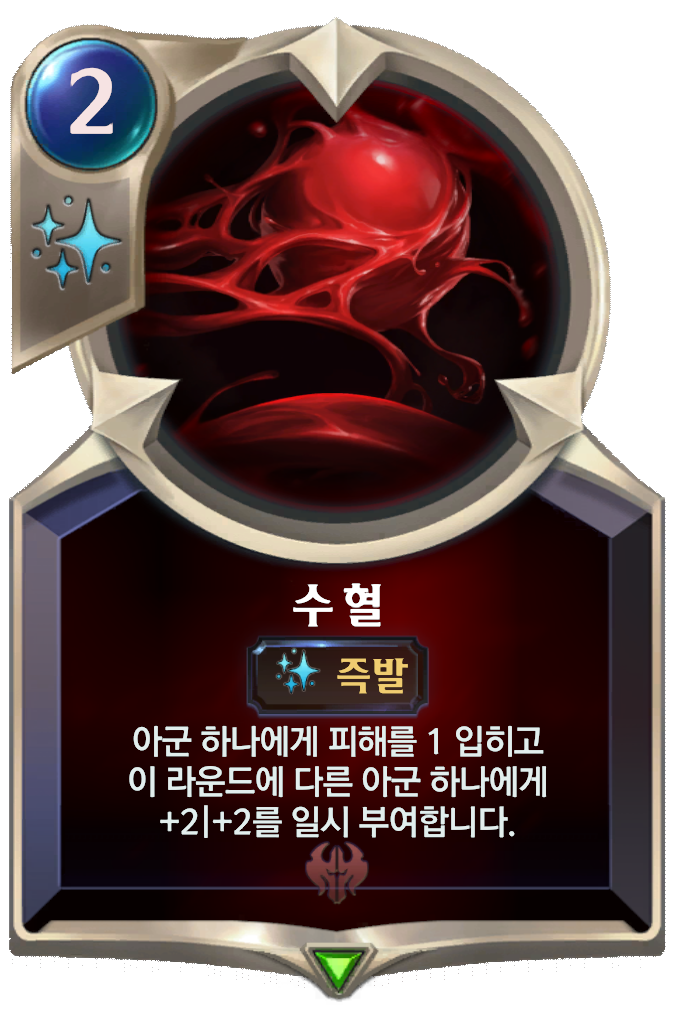 2
수혈
즉발
아군 하나에게 피해를 1 입히고
이 라운드에 다른 아군 하나에게
+2|+2를 일시 부여합니다.